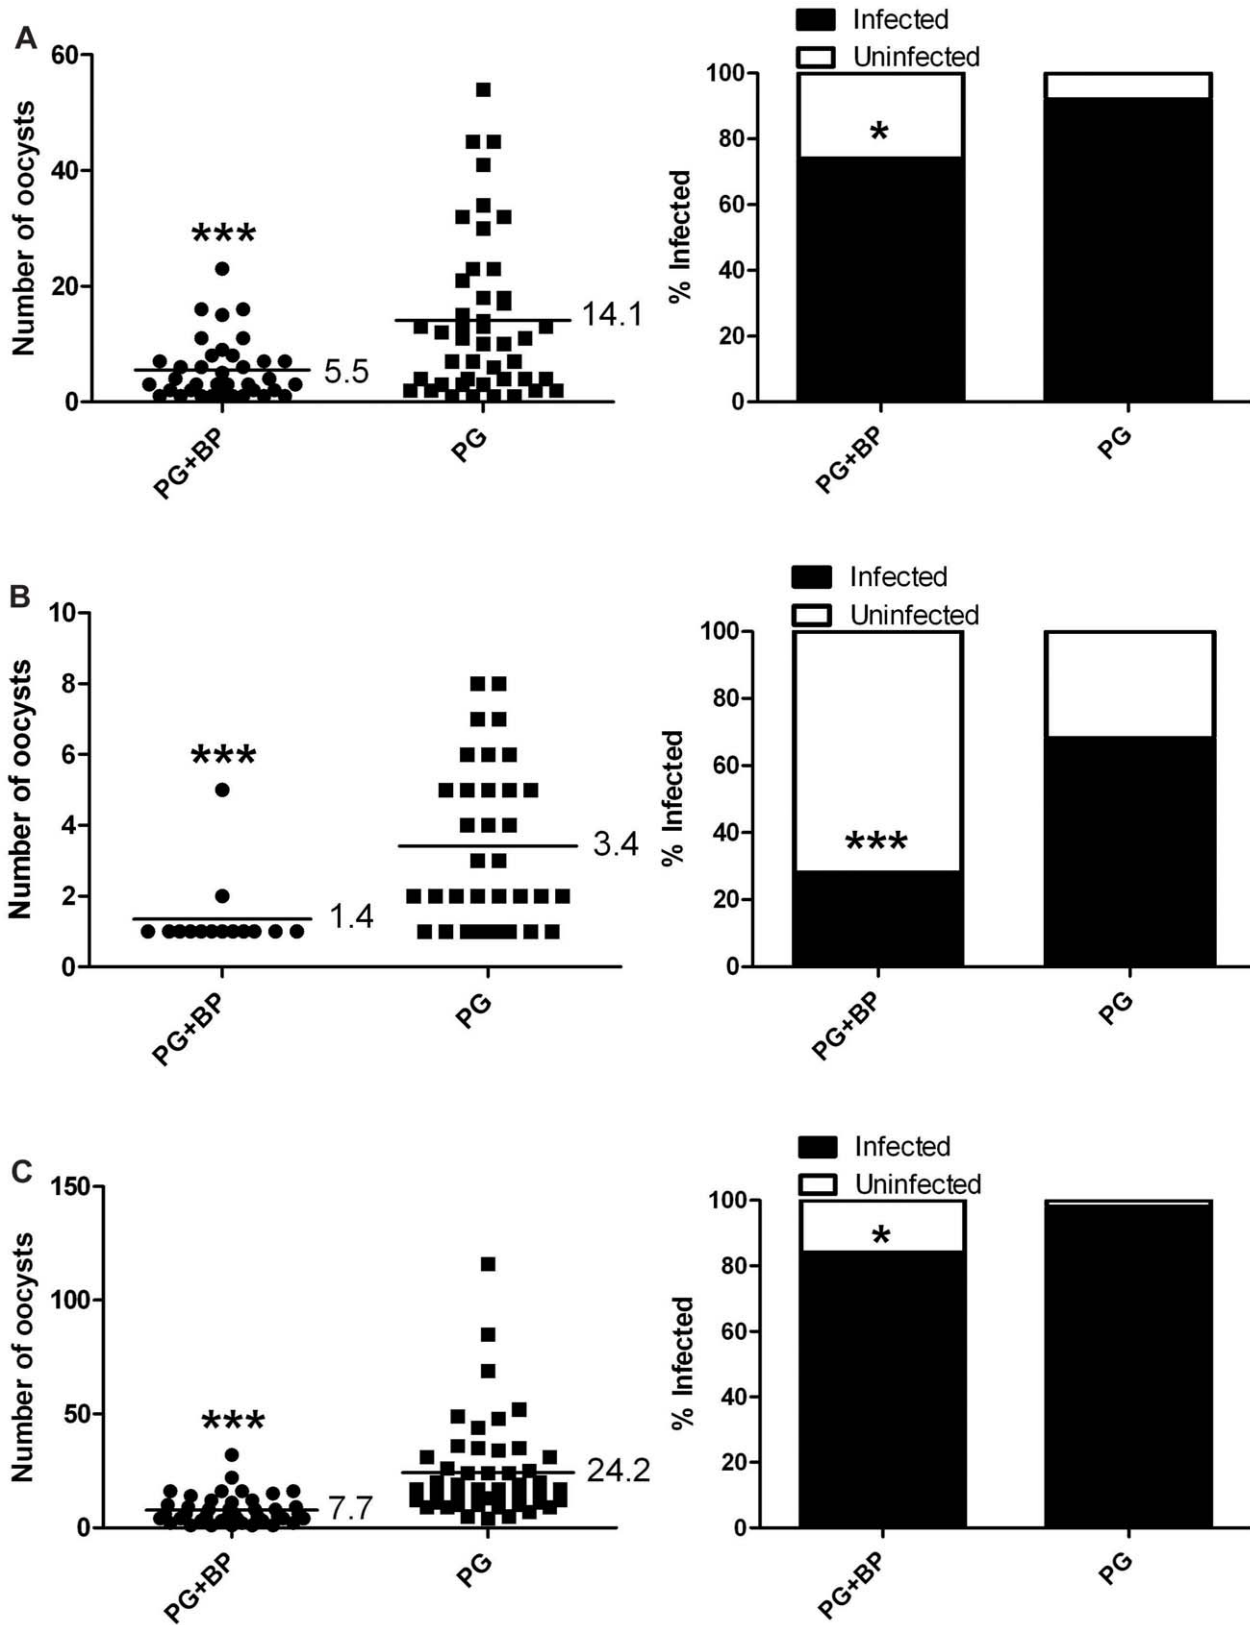 A
Number of oocysts
60
40
20
0
***
5.5
14.1
PG+BP
PG
Infected
Uninfected
% Infected
100
80
60
40
20
0
*
PG+BP
PG
B
Number of oocysts
10
8
6
4
2
0
***
1.4
3.4
PG+BP
PG
Infected
Uninfected
% Infected
100
80
60
40
20
0
***
PG+BP
PG
C
Number of oocysts
150
100
50
0
***
7.7
24.2
PG+BP
PG
Infected
Uninfected
% Infected
100
80
60
40
20
0
*
PG+BP
PG